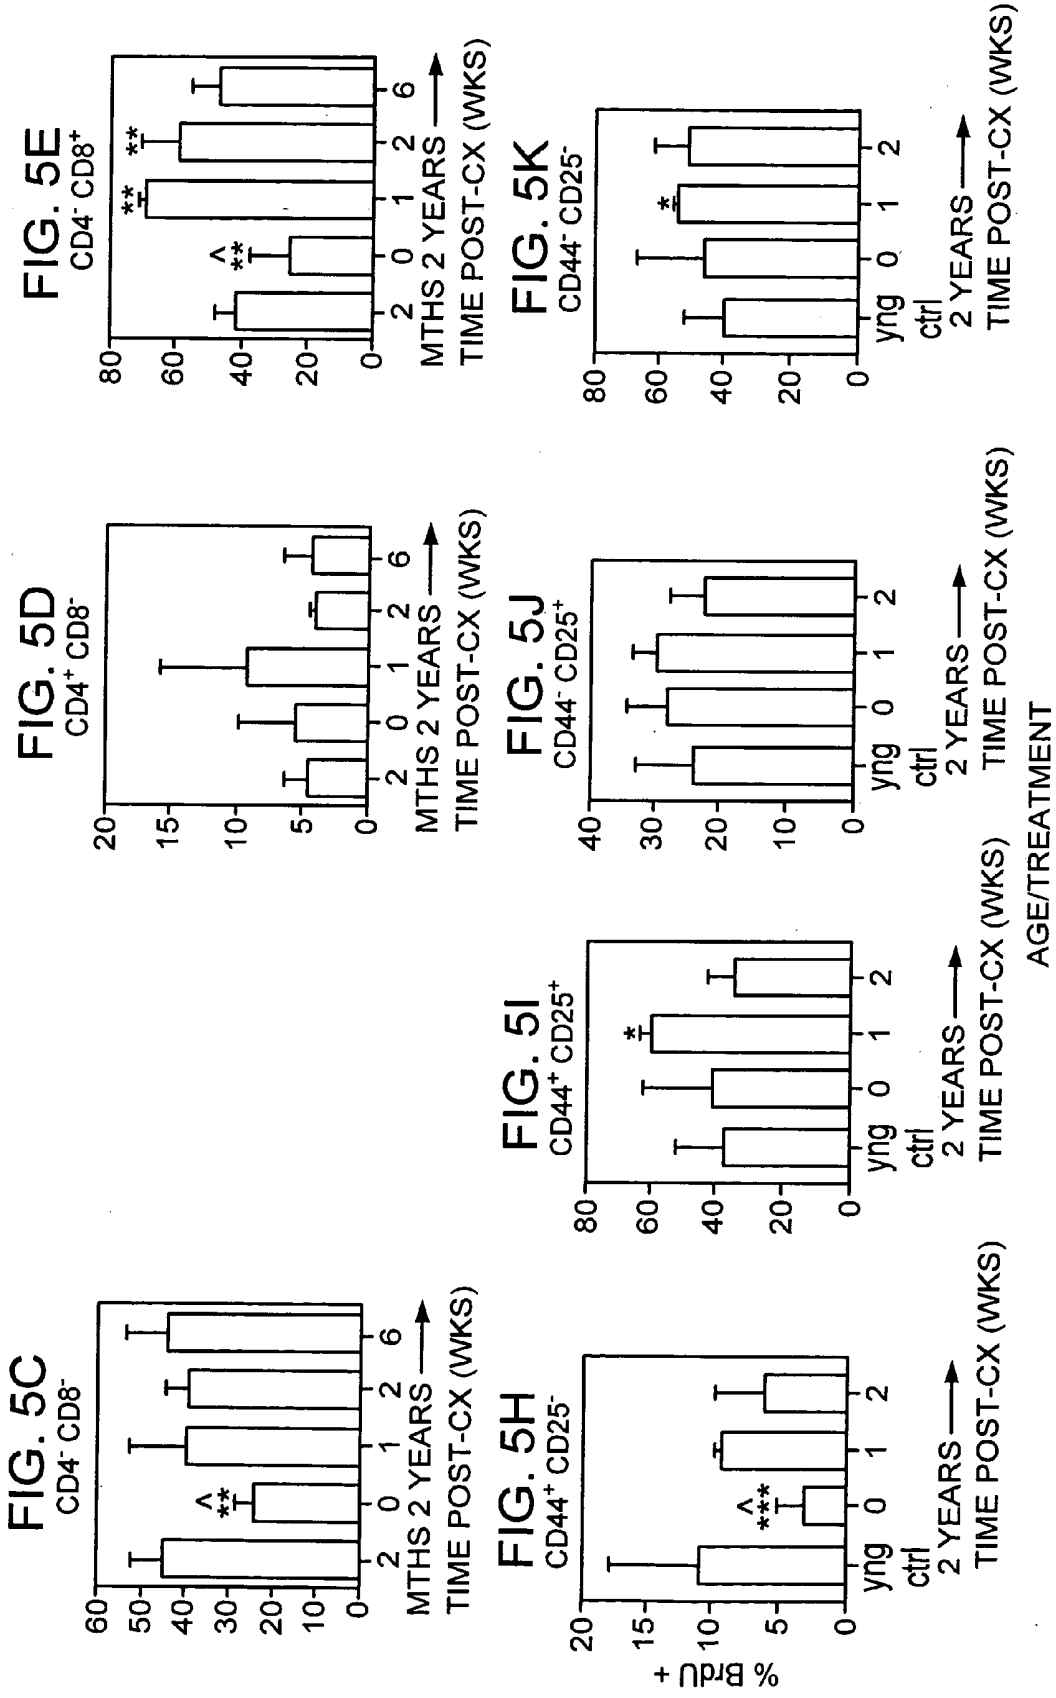 FIG. 5C
CD4⁻ CD8⁻
60
50
40
30
20
10
0
^
**
2 0 1 2 6
MTHS 2 YEARS
TIME POST-CX (WKS)
FIG. 5D
CD4⁺ CD8⁻
20
15
10
5
0
2 0 1 2 6
MTHS 2 YEARS
TIME POST-CX (WKS)
FIG. 5E
CD4⁻ CD8⁺
80
60
40
20
0
^
**
**
**
2 0 1 2 6
MTHS 2 YEARS
TIME POST-CX (WKS)
FIG. 5H
CD44⁺ CD25⁻
% BrdU +
20
15
10
5
0
^
***
yng 0 1 2
ctrl
2 YEARS
TIME POST-CX (WKS)
FIG. 5I
CD44⁺ CD25⁺
80
60
40
20
0
*
yng 0 1 2
ctrl
2 YEARS
TIME POST-CX (WKS)
FIG. 5J
CD44⁻ CD25⁺
40
30
20
10
0
yng 0 1 2
ctrl
2 YEARS
TIME POST-CX (WKS)
FIG. 5K
CD44⁻ CD25⁻
80
60
40
20
0
*
yng 0 1 2
ctrl
2 YEARS
TIME POST-CX (WKS)
AGE/TREATMENT